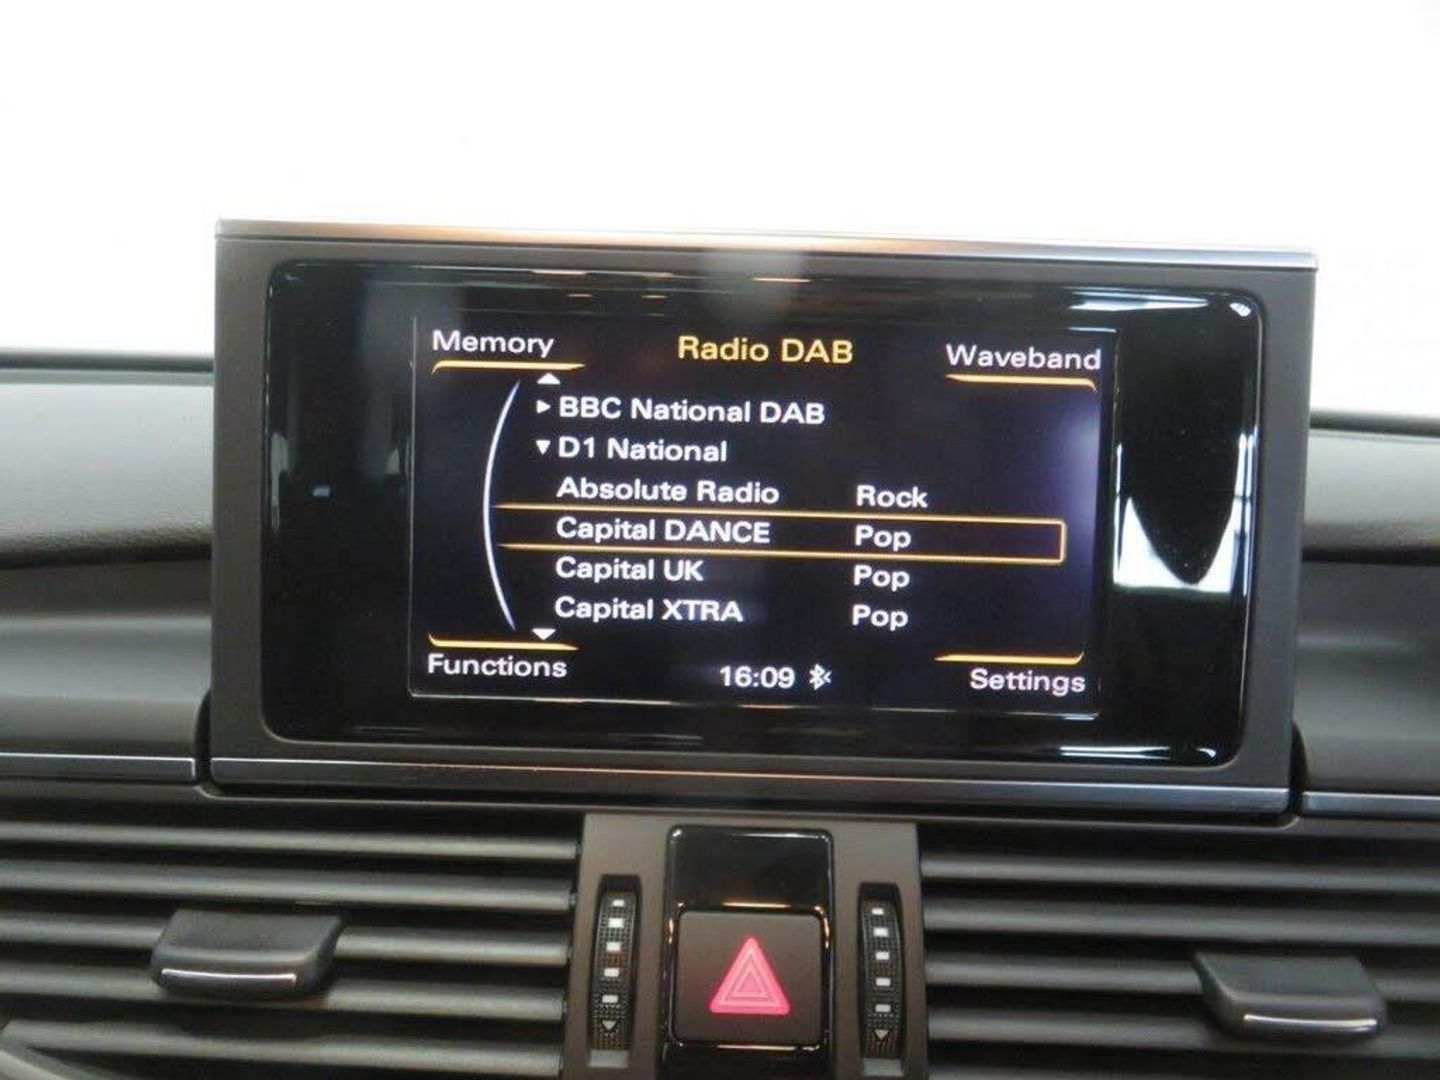 Memory Radio DAB Waveband
BBC National DAB
D1 National
Absolute Radio Rock
Capital DANCE Pop
Capital UK Pop
Capital XTRA Pop
Functions 16:09 Settings